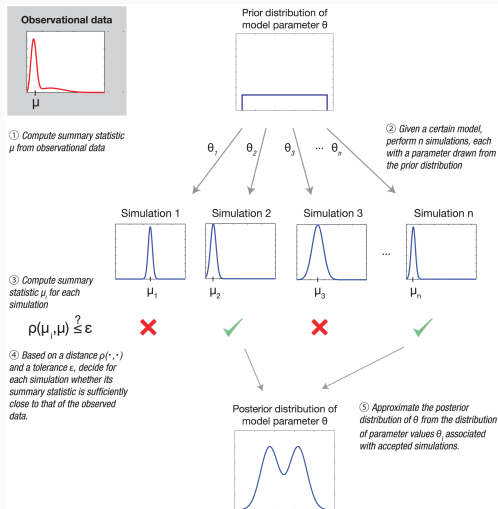 Observational data
μ
Prior distribution of
model parameter θ
① Compute summary statistic
μ from observational data
② Given a certain model,
perform n simulations, each
with a parameter drawn from
the prior distribution
θ1 θ2 θ3 ... θn
Simulation 1 Simulation 2 Simulation 3 Simulation n
...
μ1 μ2 μ3 μn
③ Compute summary
statistic μi for each
simulation
ρ(μi,μ) ≤ ε
?
④ Based on a distance ρ(·,·)
and a tolerance ε, decide for
each simulation whether its
summary statistic is sufficiently
close to that of the observed
data.
Posterior distribution of
model parameter θ
⑤ Approximate the posterior
distribution of θ from the distribution
of parameter values θi associated
with accepted simulations.